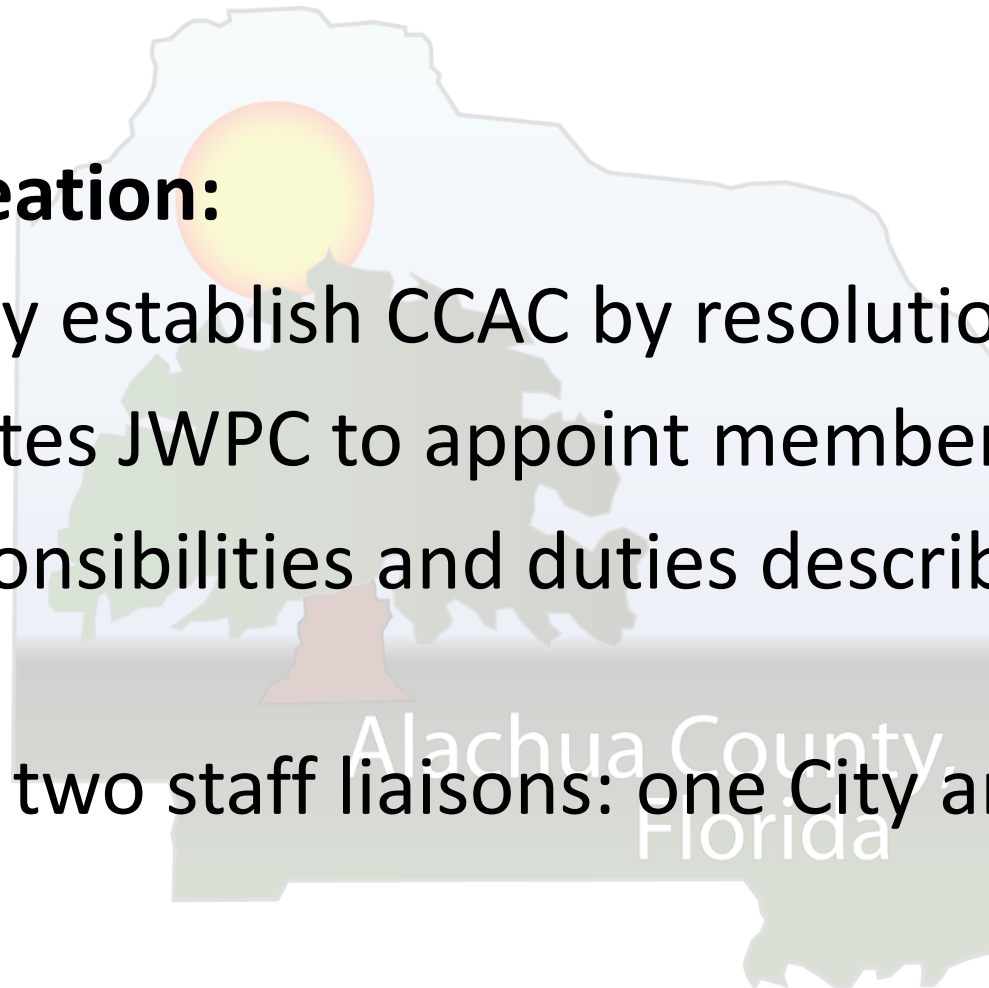 eation:
y establish CCAC by resolutio
tes JWPC to appoint member
onsibilities and duties describ
Alachua County,
two staff liaisons: one City a
Florida